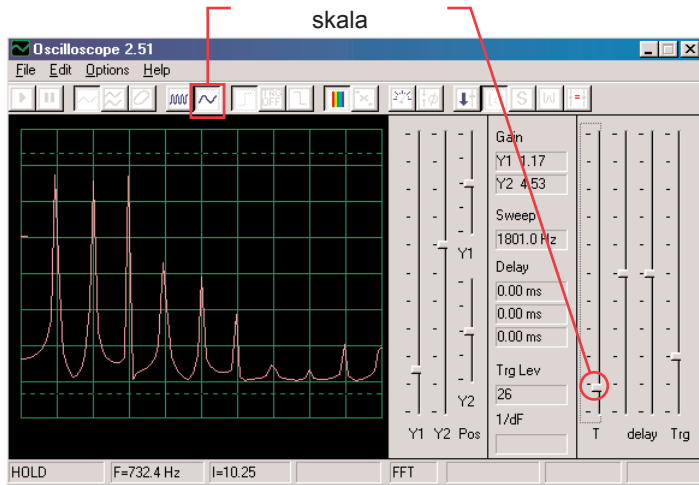 skala
Oscilloscope 2.51
File Edit Options Help
TRG
OFF
S W
Gain
Y1 1.17
Y2 4.53
Sweep
1801.0 Hz
Y1
Delay
0.00 ms
0.00 ms
0.00 ms
Trg Lev
26
Y2
1/dF
Y1 Y2 Pos
T delay Trg
HOLD F=732.4 Hz I=10.25 FFT